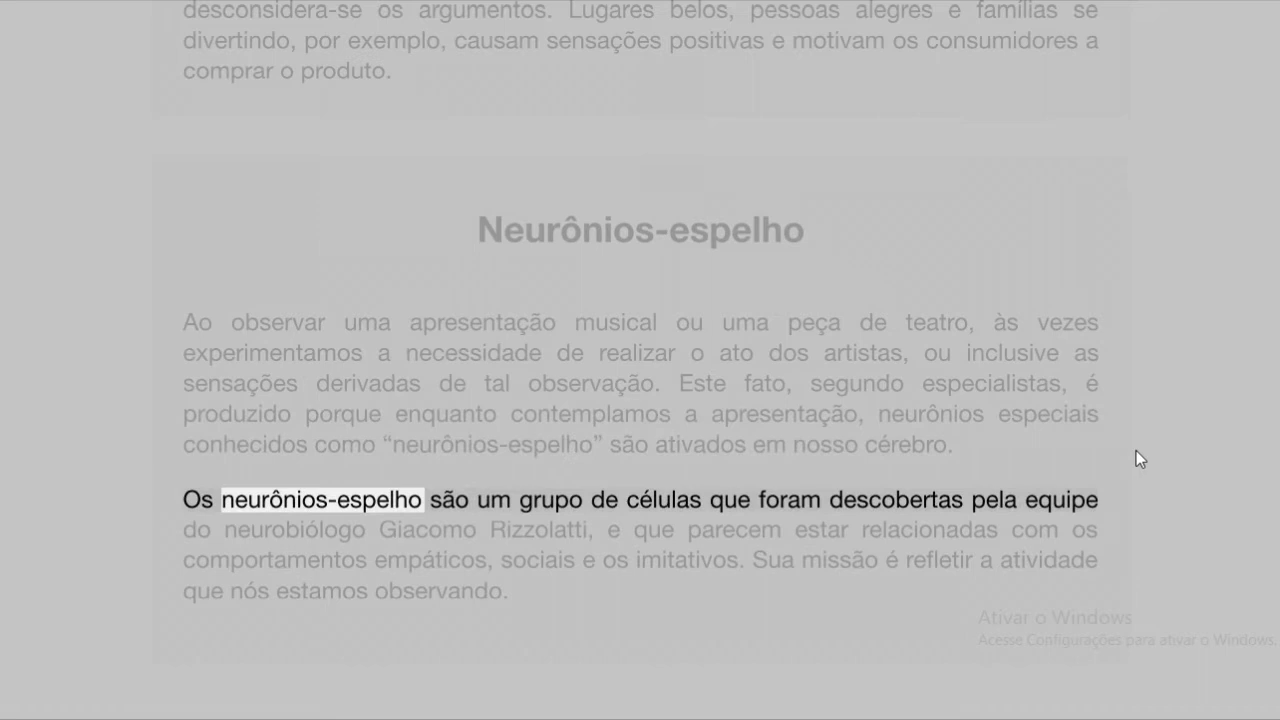 desconsidera-se os argumentos. Lugares belos, pessoas alegres e famílias se
divertindo, por exemplo, causam sensações positivas e motivam os consumidores a
comprar o produto.
Neurônios-espelho
Ao observar uma apresentação musical ou uma peça de teatro, às vezes
experimentamos a necessidade de realizar o ato dos artistas, ou inclusive as
sensações derivadas de tal observação. Este fato, segundo especialistas, é
produzido porque enquanto contemplamos a apresentação, neurônios especiais
conhecidos como “neurônios-espelho” são ativados em nosso cérebro.
Os neurônios-espelho são um grupo de células que foram descobertas pela equipe
do neurobiólogo Giacomo Rizzolatti, e que parecem estar relacionadas com os
comportamentos empáticos, sociais e os imitativos. Sua missão é refletir a atividade
que nós estamos observando.
Ativar o Windows
Acesse Configurações para ativar o Windows.